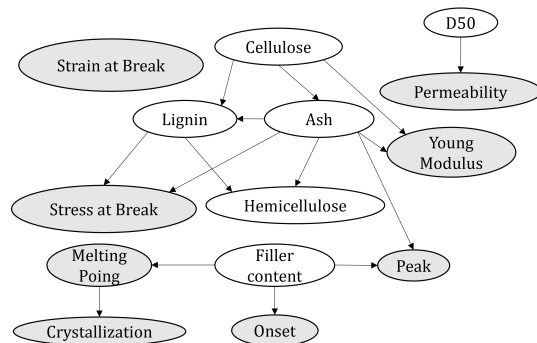 D50
Cellulose
Strain at Break
Permeability
Lignin
Ash
Young
Modulus
Stress at Break
Hemicellulose
Melting
Poing
Filler
content
Peak
Crystallization
Onset